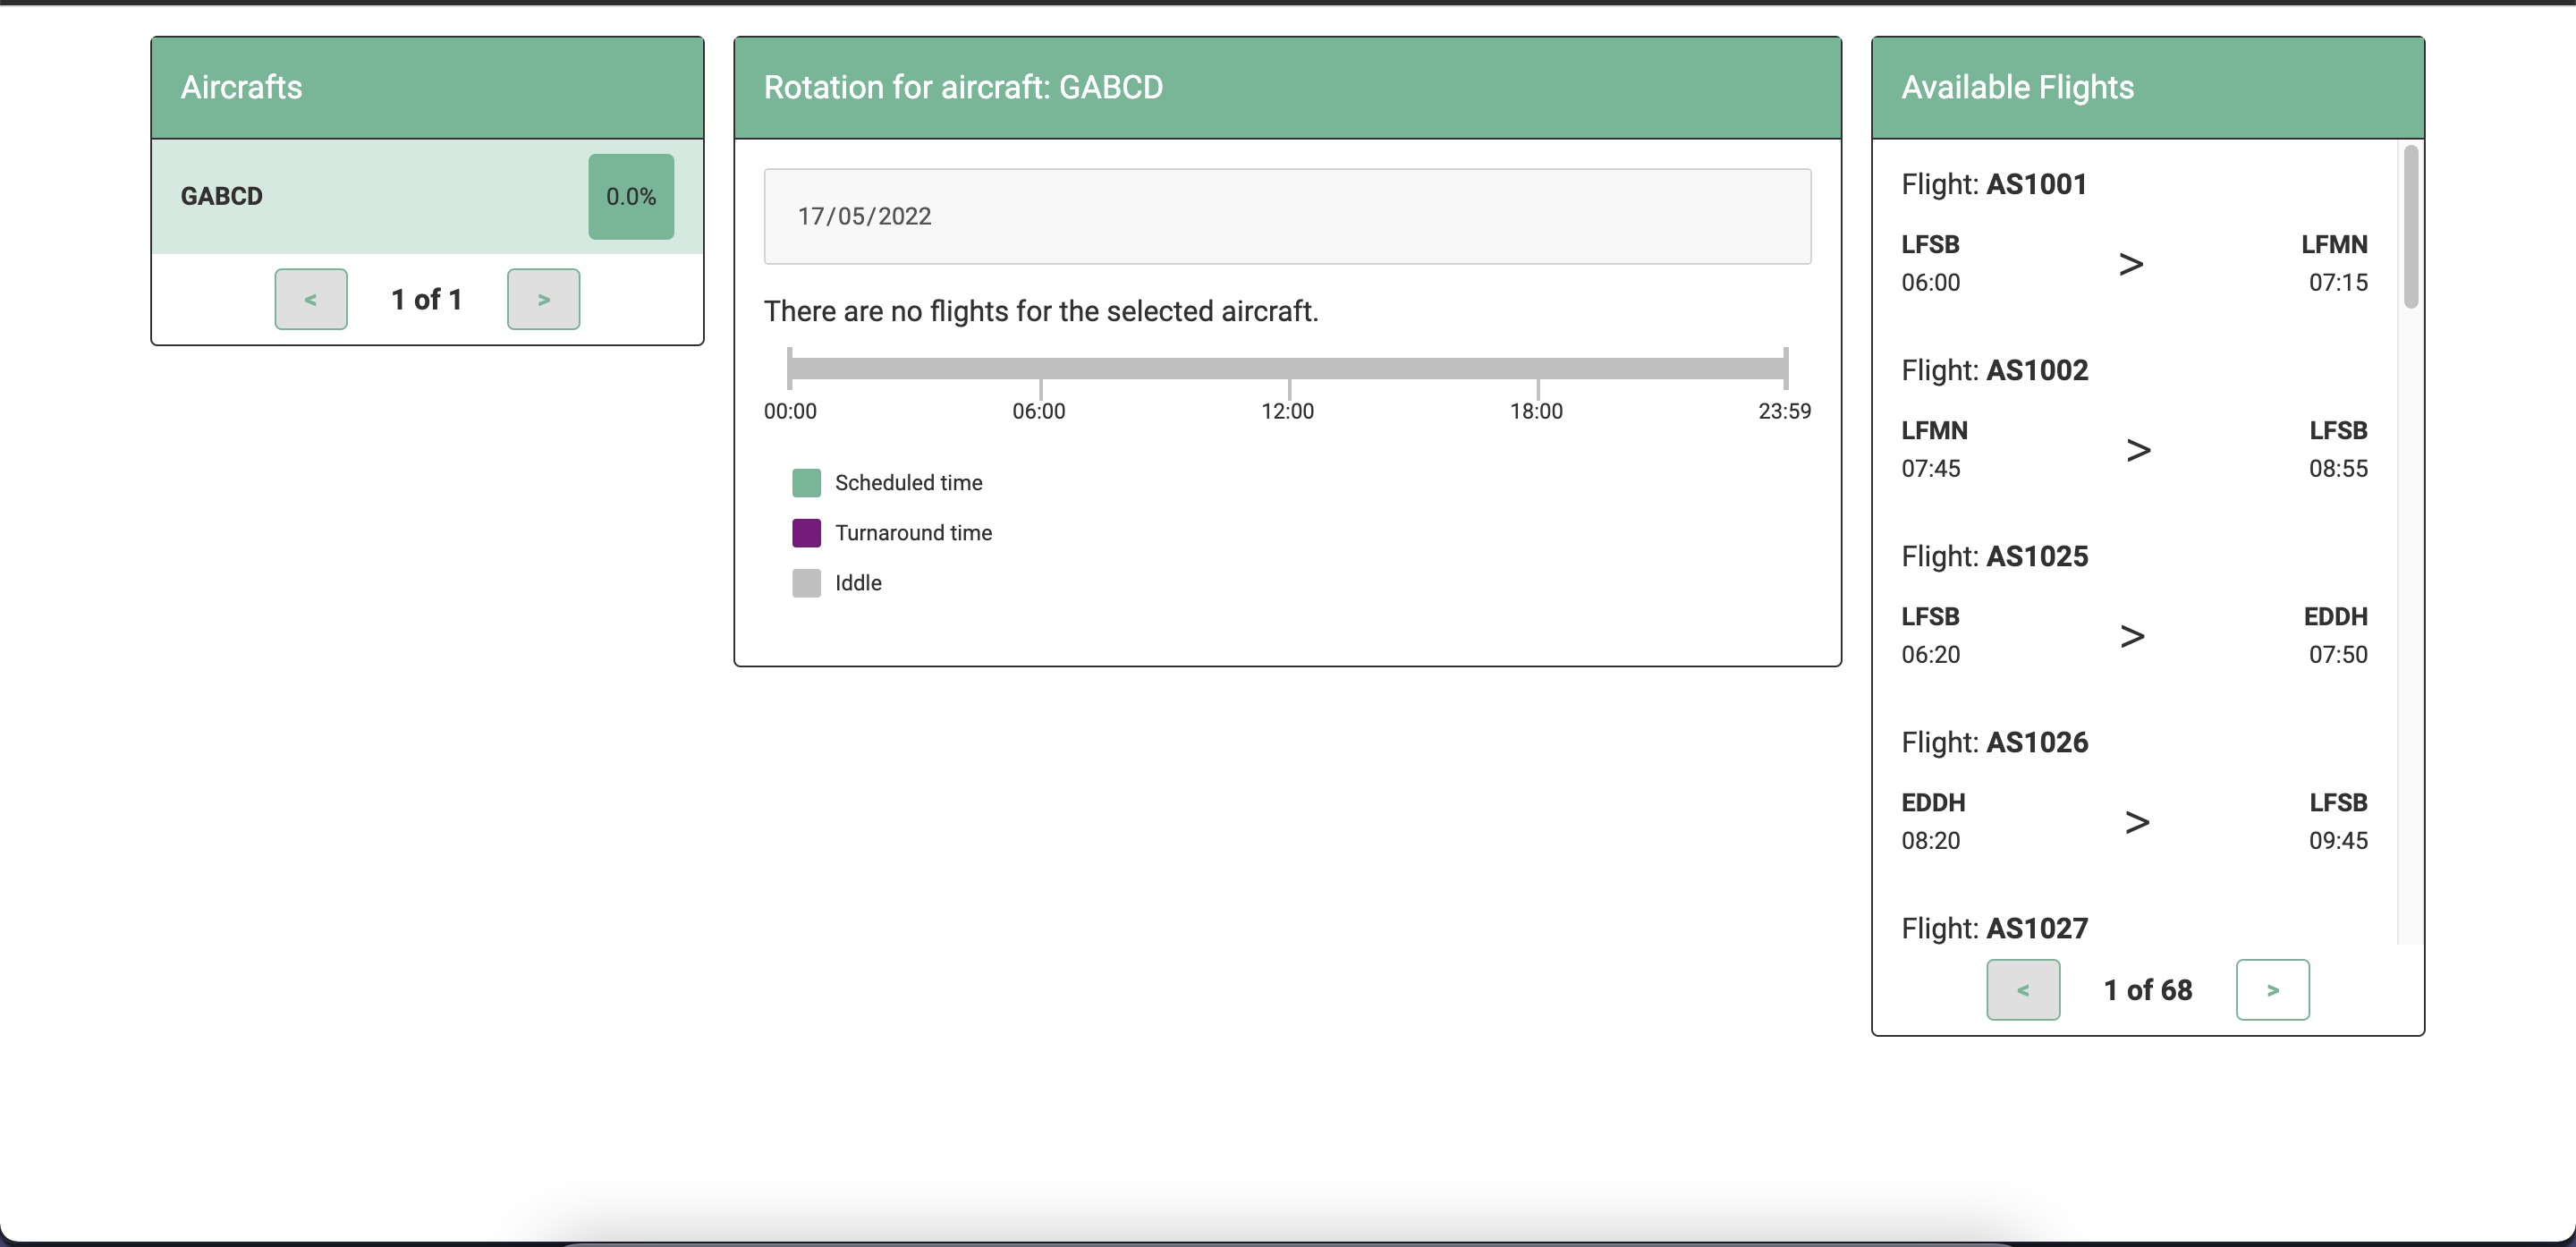 Aircrafts
GABCD
0.0%
<
1 of 1
>
Rotation for aircraft: GABCD
17/05/2022
There are no flights for the selected aircraft.
00:00 06:00 12:00 18:00 23:59
Scheduled time
Turnaround time
Iddle
Available Flights
Flight: AS1001
LFSB > LFMN
06:00 07:15
Flight: AS1002
LFMN > LFSB
07:45 08:55
Flight: AS1025
LFSB > EDDH
06:20 07:50
Flight: AS1026
EDDH > LFSB
08:20 09:45
Flight: AS1027
< 1 of 68 >